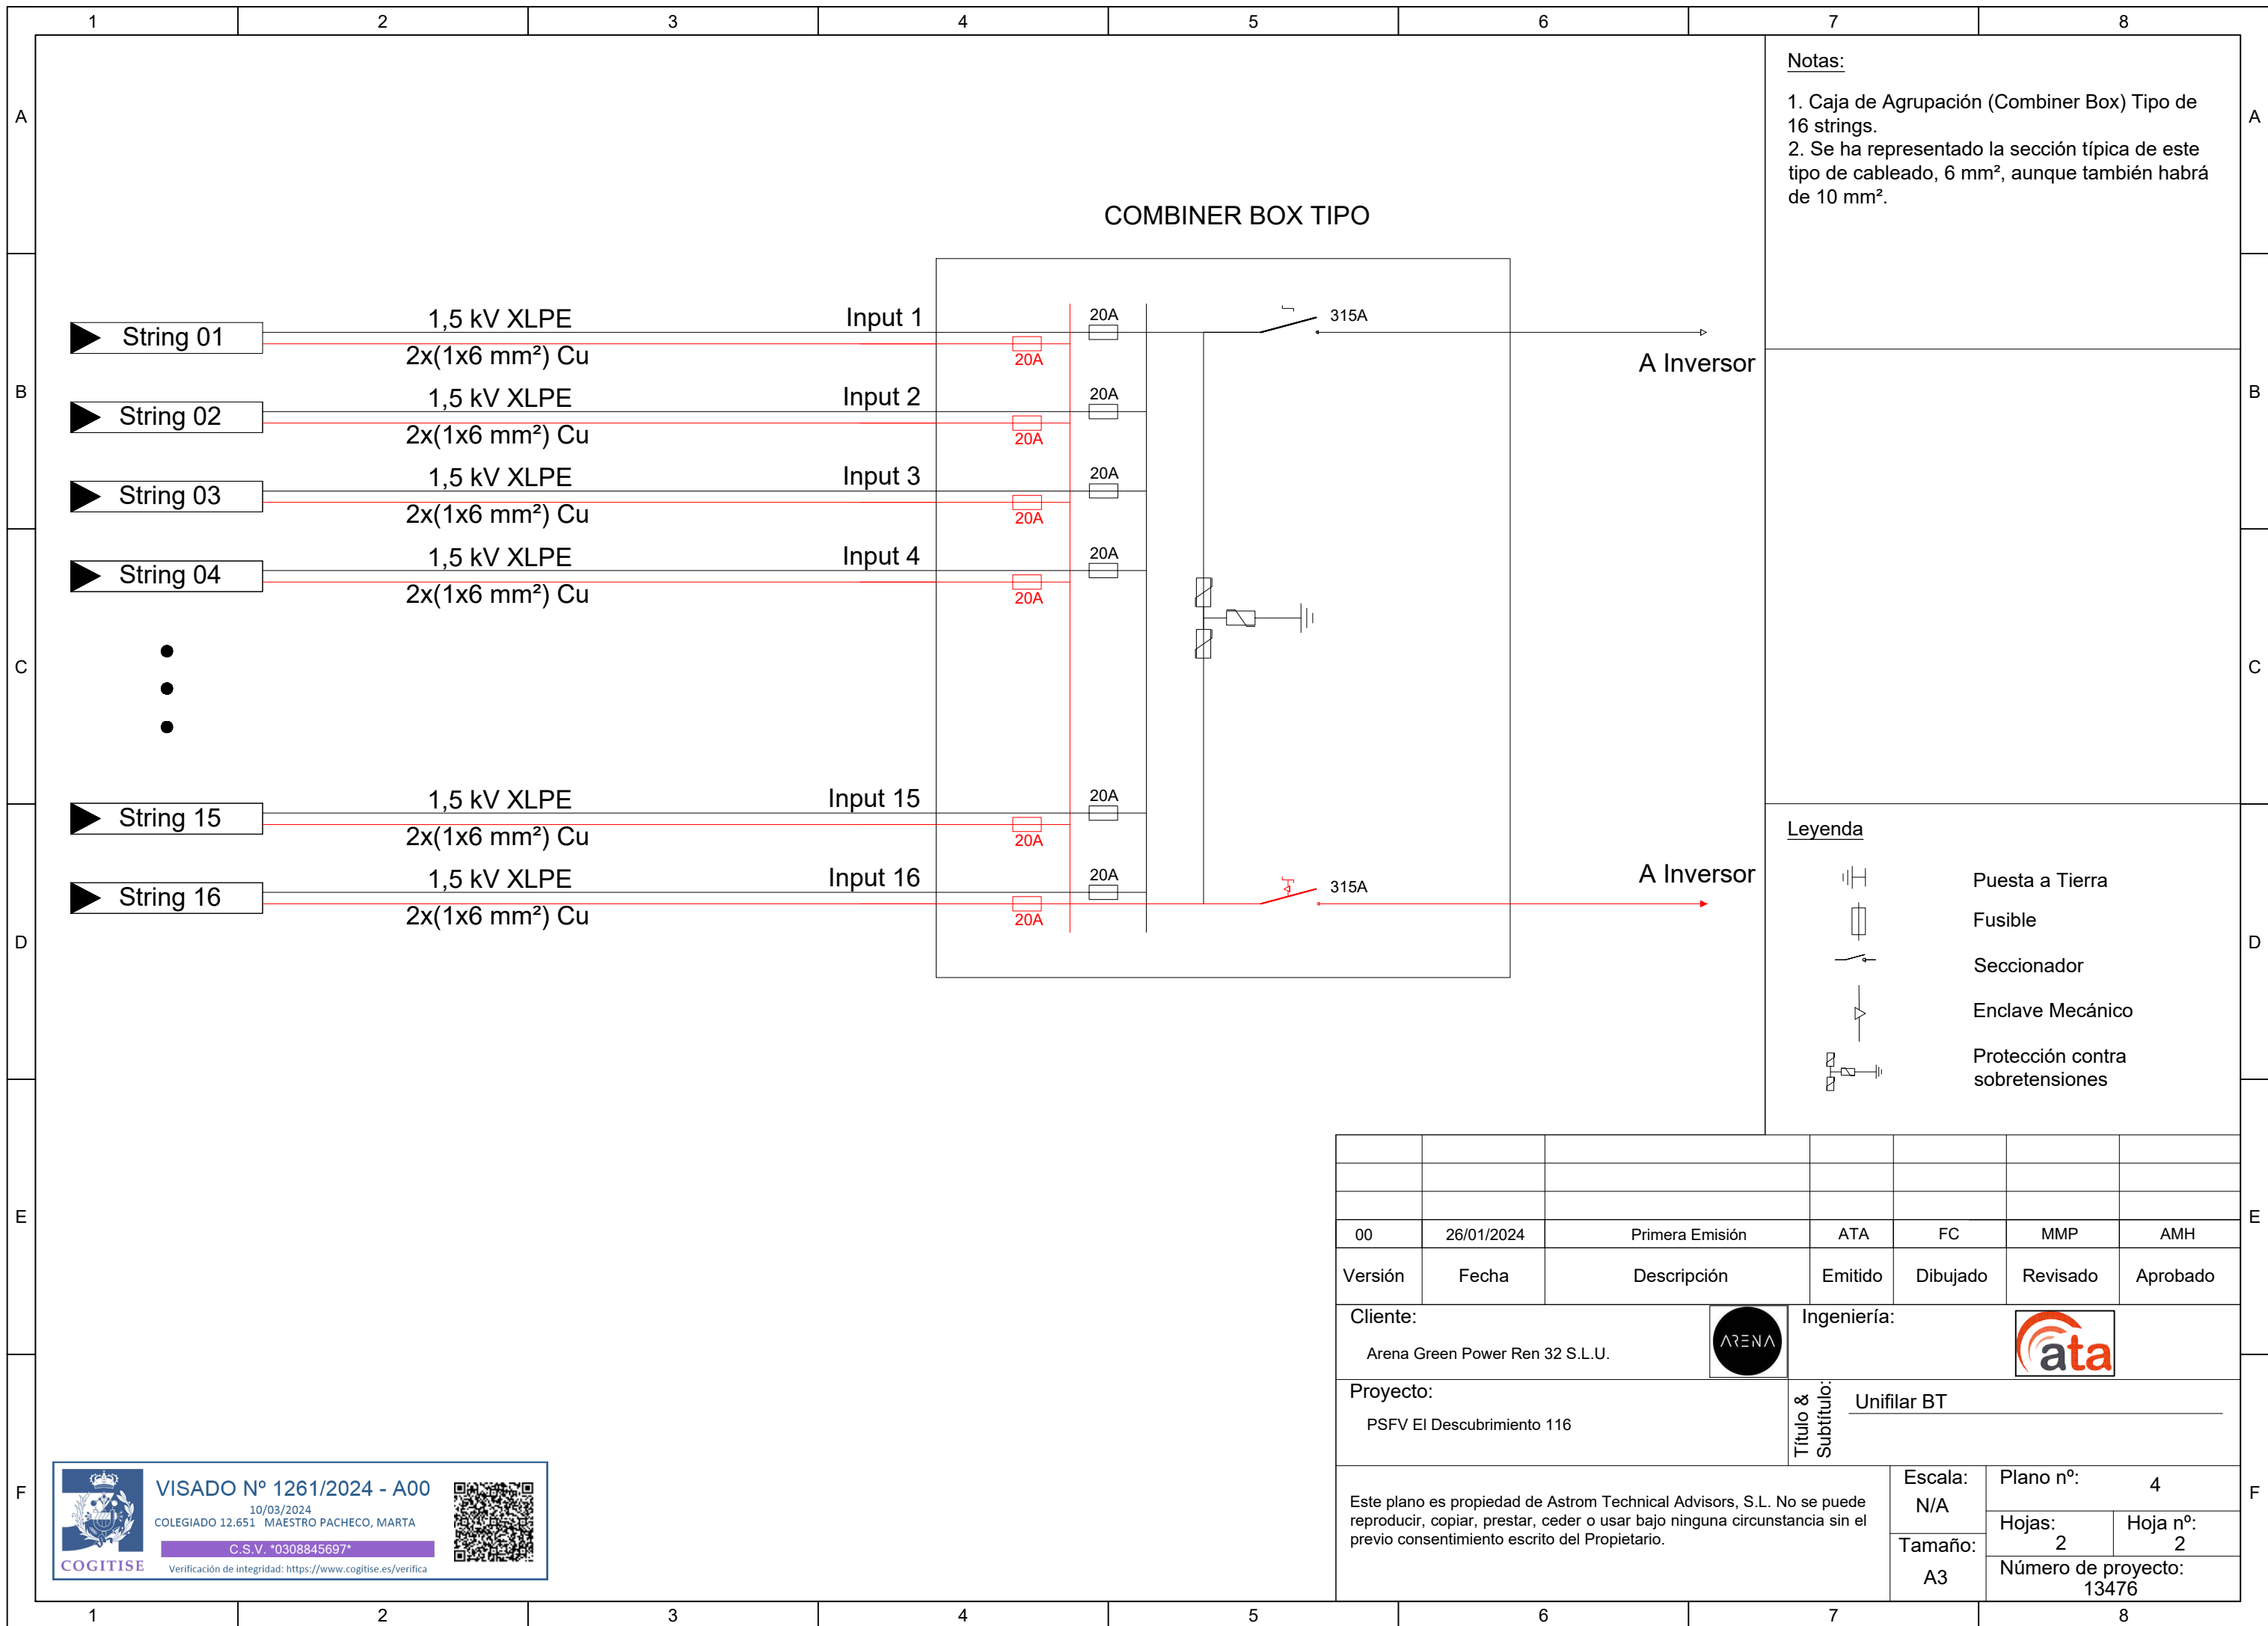 1 2 3 4 5 6 7 8
A A
B B
C C
D D
E E
F F
Notas:
1. Caja de Agrupación (Combiner Box) Tipo de
16 strings.
2. Se ha representado la sección típica de este
tipo de cableado, 6 mm², aunque también habrá
de 10 mm².
COMBINER BOX TIPO
String 01 1,5 kV XLPE Input 1 20A 315A
2x(1x6 mm²) Cu 20A A Inversor
String 02 1,5 kV XLPE Input 2 20A
2x(1x6 mm²) Cu 20A
String 03 1,5 kV XLPE Input 3 20A
2x(1x6 mm²) Cu 20A
String 04 1,5 kV XLPE Input 4 20A
2x(1x6 mm²) Cu 20A
String 15 1,5 kV XLPE Input 15 20A
2x(1x6 mm²) Cu 20A
String 16 1,5 kV XLPE Input 16 20A 315A A Inversor
2x(1x6 mm²) Cu 20A
Leyenda
Puesta a Tierra
Fusible
Seccionador
Enclave Mecánico
Protección contra
sobretensiones
00 26/01/2024 Primera Emisión ATA FC MMP AMH
Versión Fecha Descripción Emitido Dibujado Revisado Aprobado
Cliente:
Arena Green Power Ren 32 S.L.U.
ARENA
Ingeniería:
ata
Proyecto:
PSFV El Descubrimiento 116
Título &
Subtítulo:
Unifilar BT
Este plano es propiedad de Astrom Technical Advisors, S.L. No se puede
reproducir, copiar, prestar, ceder o usar bajo ninguna circunstancia sin el
previo consentimiento escrito del Propietario.
Escala:
N/A
Tamaño:
A3
Plano nº: 4
Hojas:
2
Hoja nº:
2
Número de proyecto:
13476
VISADO Nº 1261/2024 - A00
10/03/2024
COLEGIADO 12.651 MAESTRO PACHECO, MARTA
C.S.V. *0308845697*
COGITISE
Verificación de integridad: https://www.cogitise.es/verifica
1 2 3 4 5 6 7 8